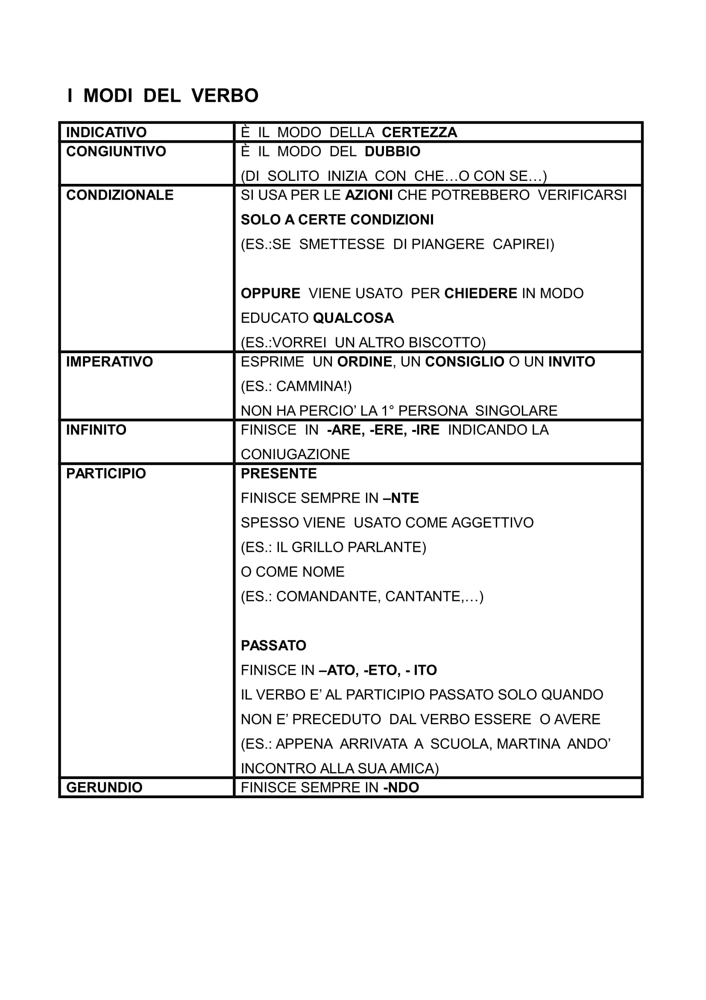 I MODI DEL VERBO
INDICATIVO
È IL MODO DELLA CERTEZZA
CONGIUNTIVO
È IL MODO DEL DUBBIO
(DI SOLITO INIZIA CON CHE…O CON SE…)
CONDIZIONALE
SI USA PER LE AZIONI CHE POTREBBERO VERIFICARSI
SOLO A CERTE CONDIZIONI
(ES.:SE SMETTESSE DI PIANGERE CAPIREI)
OPPURE VIENE USATO PER CHIEDERE IN MODO
EDUCATO QUALCOSA
(ES.:VORREI UN ALTRO BISCOTTO)
IMPERATIVO
ESPRIME UN ORDINE, UN CONSIGLIO O UN INVITO
(ES.: CAMMINA!)
NON HA PERCIO’ LA 1° PERSONA SINGOLARE
INFINITO
FINISCE IN -ARE, -ERE, -IRE INDICANDO LA
CONIUGAZIONE
PARTICIPIO
PRESENTE
FINISCE SEMPRE IN –NTE
SPESSO VIENE USATO COME AGGETTIVO
(ES.: IL GRILLO PARLANTE)
O COME NOME
(ES.: COMANDANTE, CANTANTE,…)
PASSATO
FINISCE IN –ATO, -ETO, - ITO
IL VERBO E’ AL PARTICIPIO PASSATO SOLO QUANDO
NON E’ PRECEDUTO DAL VERBO ESSERE O AVERE
(ES.: APPENA ARRIVATA A SCUOLA, MARTINA ANDO’
INCONTRO ALLA SUA AMICA)
GERUNDIO
FINISCE SEMPRE IN -NDO